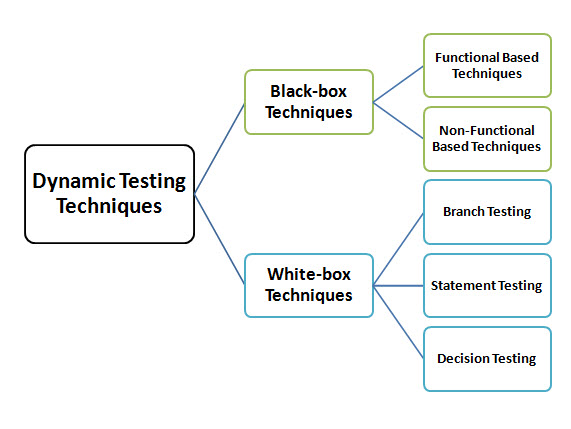 Dynamic Testing
Techniques
Black-box
Techniques
Functional Based
Techniques
Non-Functional
Based Techniques
White-box
Techniques
Branch Testing
Statement Testing
Decision Testing